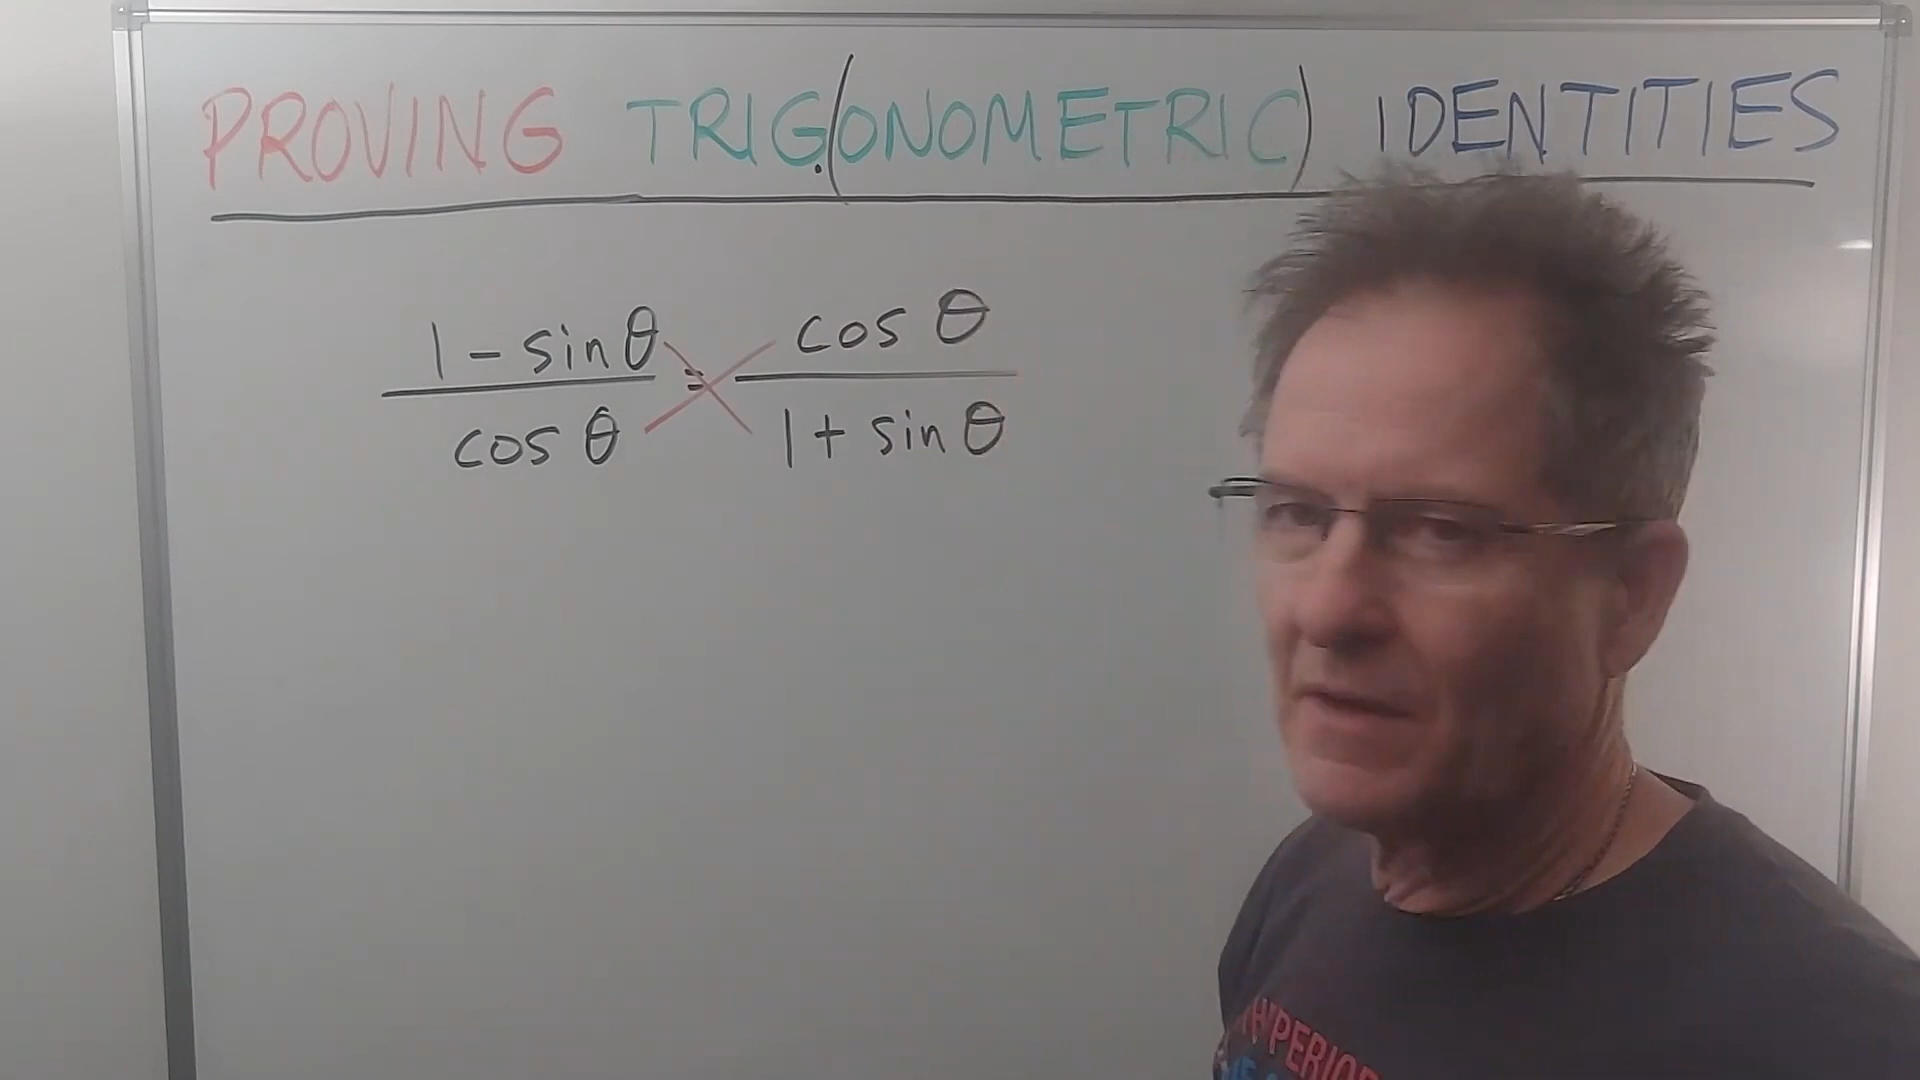 PROVING TRIG.(ONOMETRIC) IDENTITIES
1 - sin θ = cos θ
cos θ 1 + sin θ